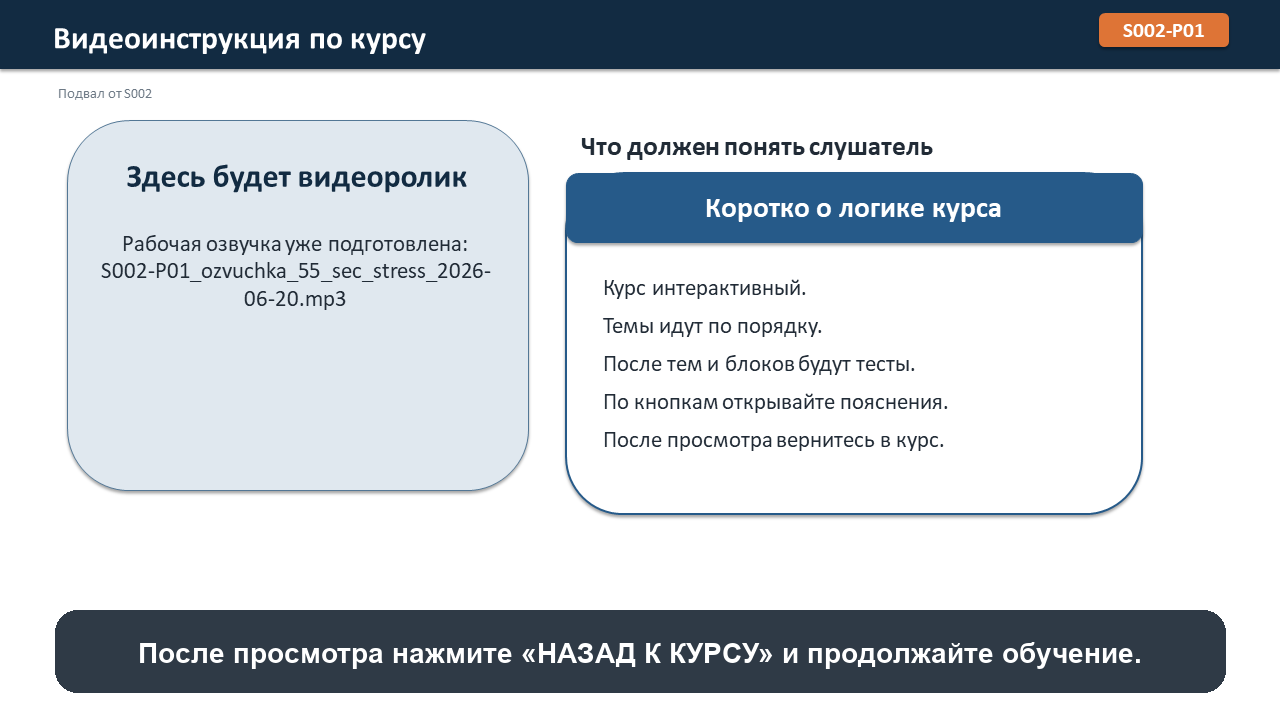 Видеоинструкция по курсу
S002-P01
Подвал от S002
Здесь будет видеоролик
Рабочая озвучка уже подготовлена:
S002-P01_ozvuchka_55_sec_stress_2026-
06-20.mp3
Что должен понять слушатель
Коротко о логике курса
Курс интерактивный.
Темы идут по порядку.
После тем и блоков будут тесты.
По кнопкам открывайте пояснения.
После просмотра вернитесь в курс.
После просмотра нажмите «НАЗАД К КУРСУ» и продолжайте обучение.